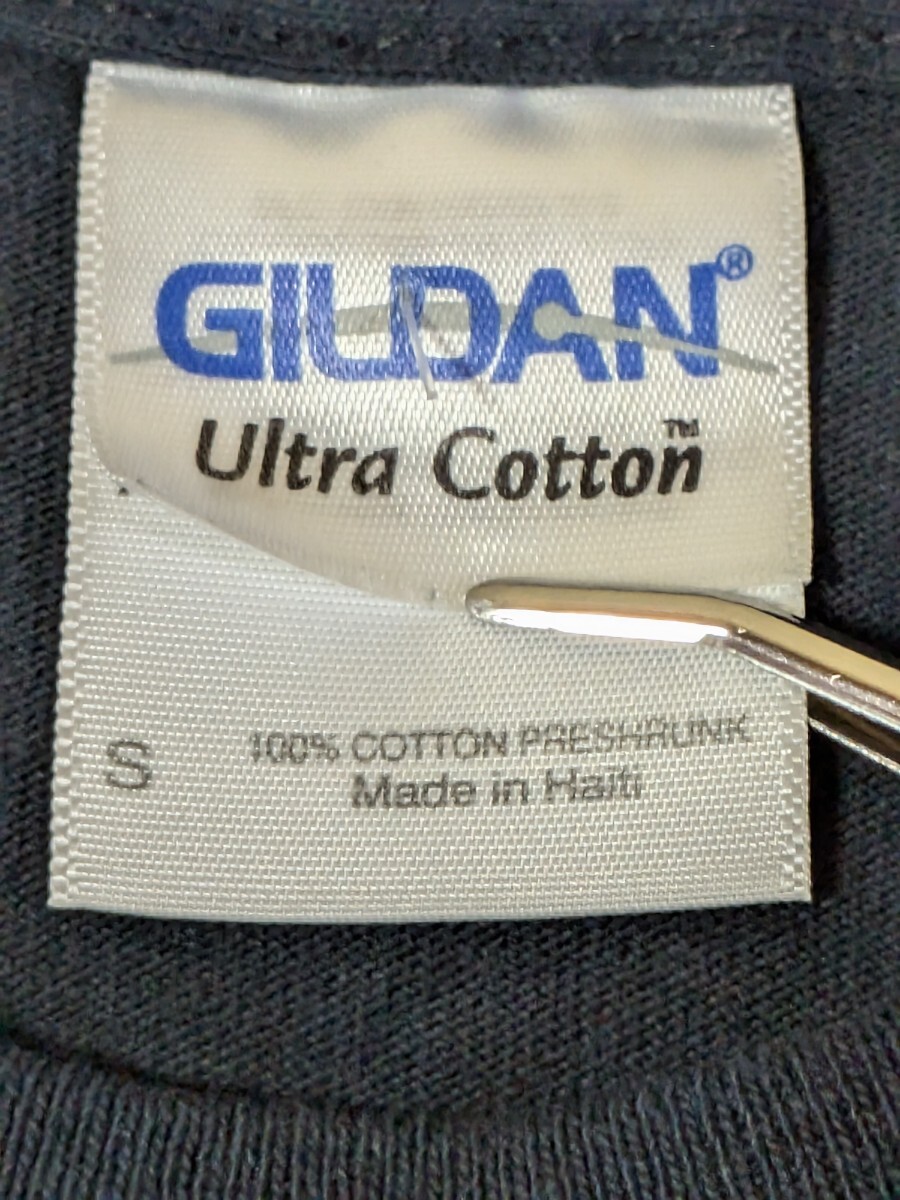 GILDAN®
Ultra Cotton™
S
100% COTTON PRESHRUNK
Made in Haiti